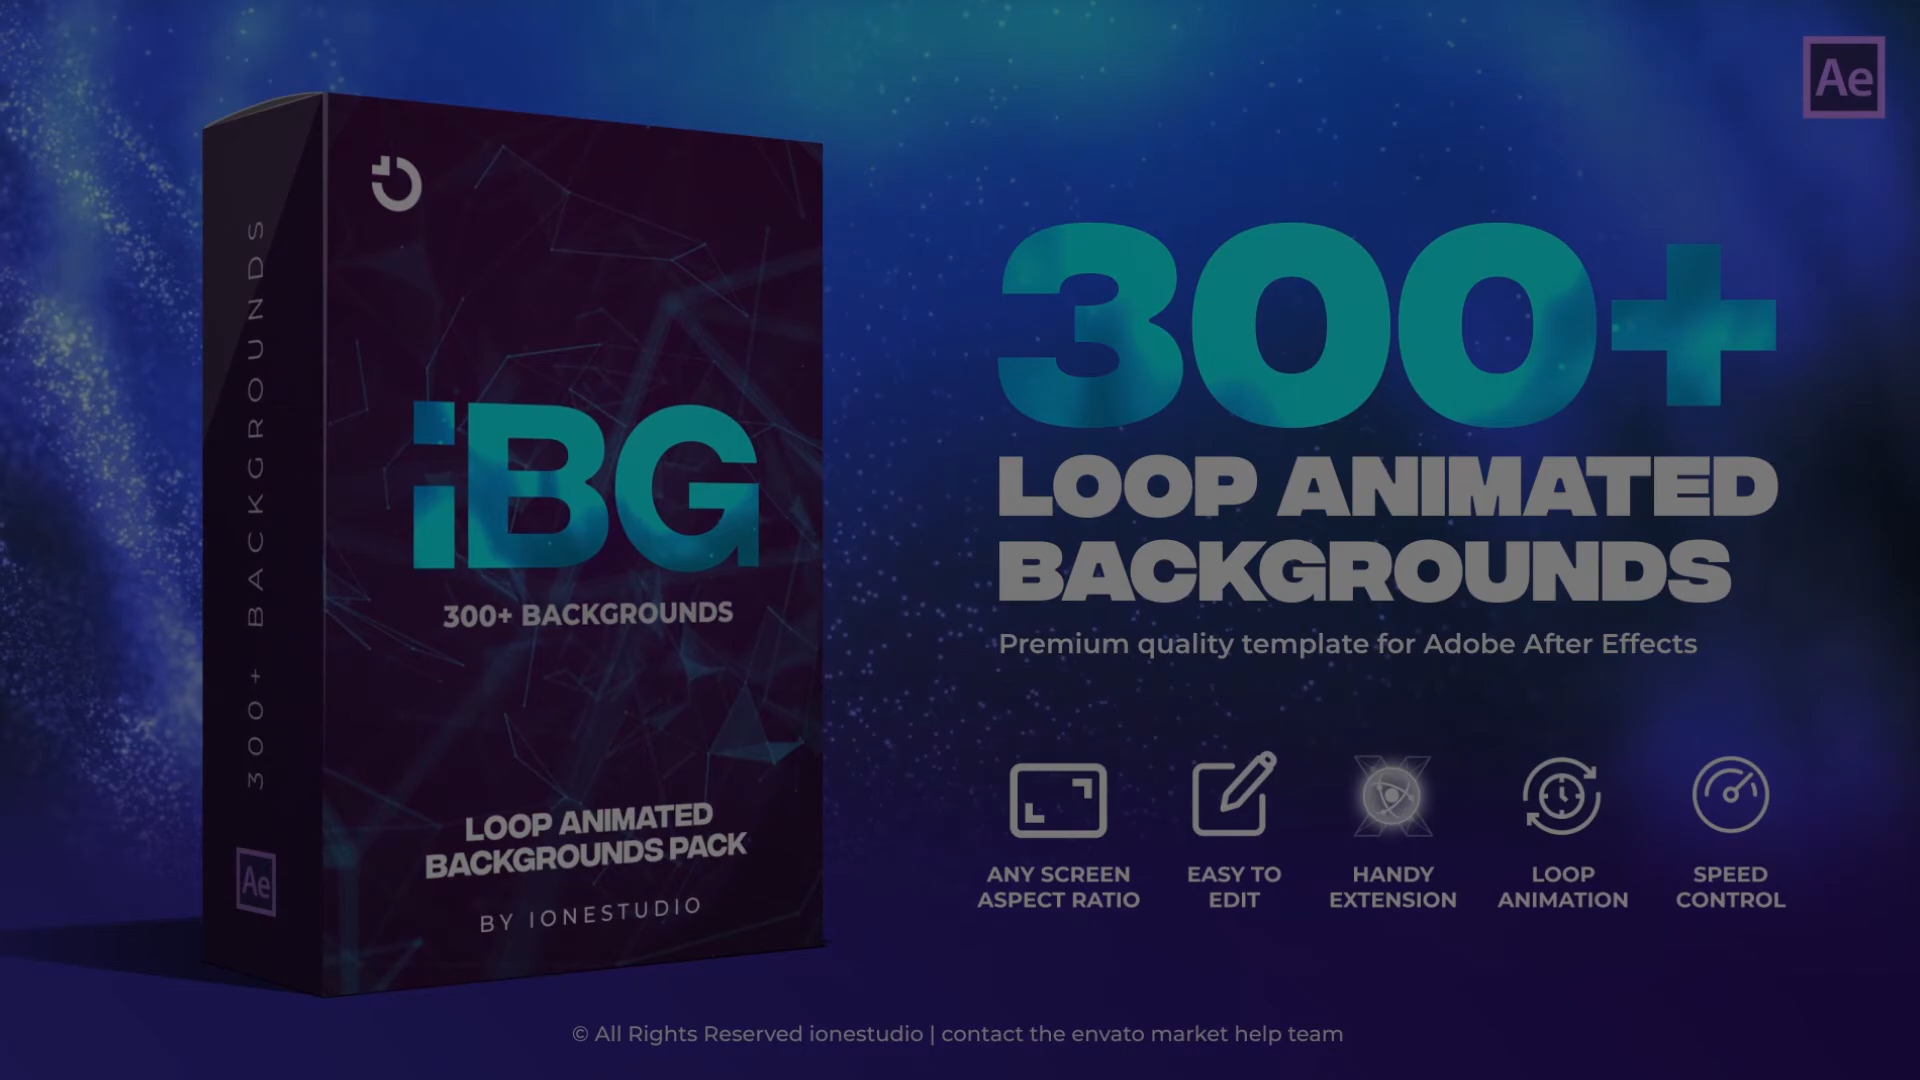 Ae
300+ BACKGROUNDS
iBG
300+ BACKGROUNDS
LOOP ANIMATED
BACKGROUNDS PACK
BY IONESTUDIO
Ae
300+
LOOP ANIMATED
BACKGROUNDS
Premium quality template for Adobe After Effects
ANY SCREEN
ASPECT RATIO
EASY TO
EDIT
HANDY
EXTENSION
LOOP
ANIMATION
SPEED
CONTROL
© All Rights Reserved ionestudio | contact the envato market help team